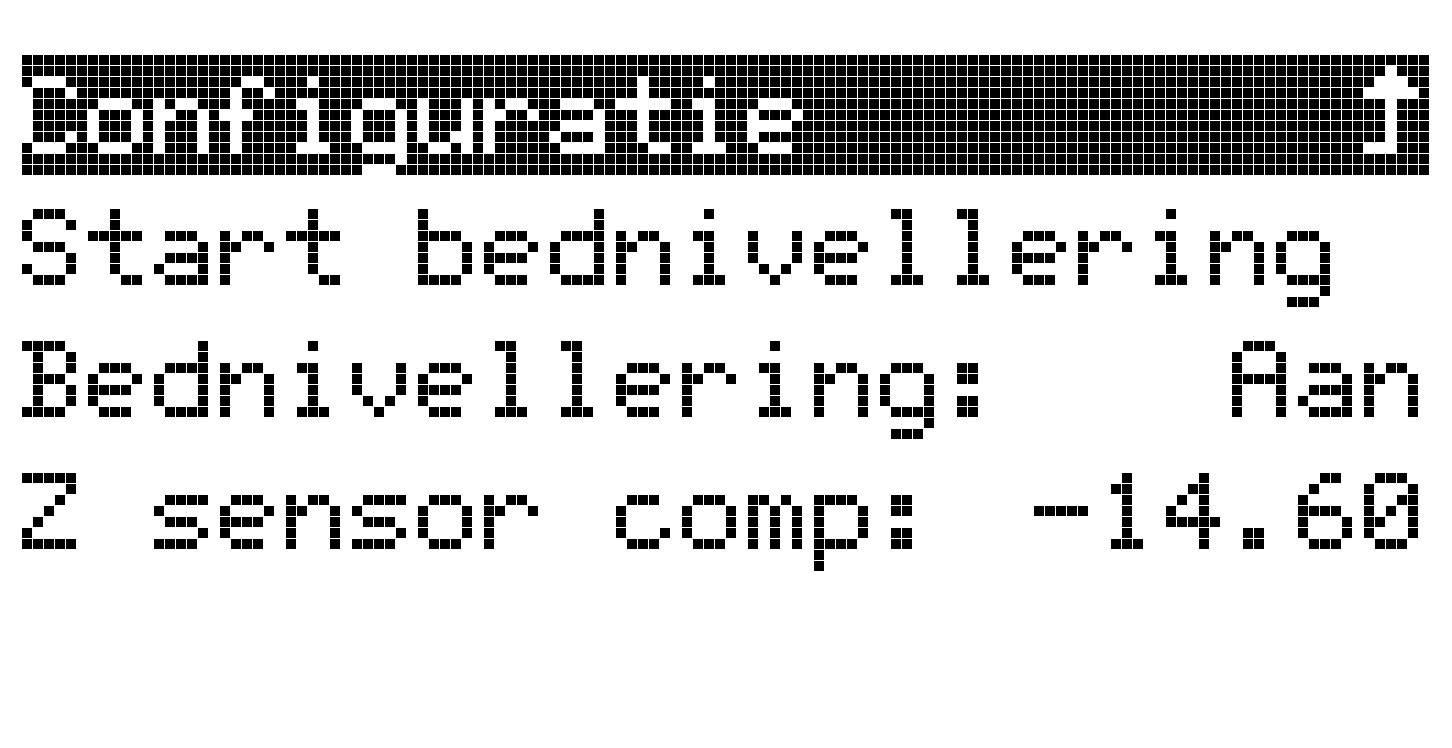 Configuratie ↑
Start bednivellering
Bednivellering: Aan
Z sensor comp: -14.60